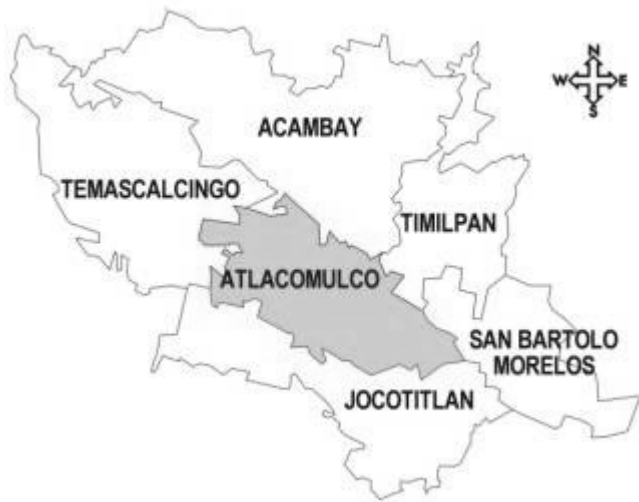 N
W E
S
ACAMBAY
TEMASCALCINGO
TIMILPAN
ATLACOMULCO
SAN BARTOLO
MORELOS
JOCOTITLAN